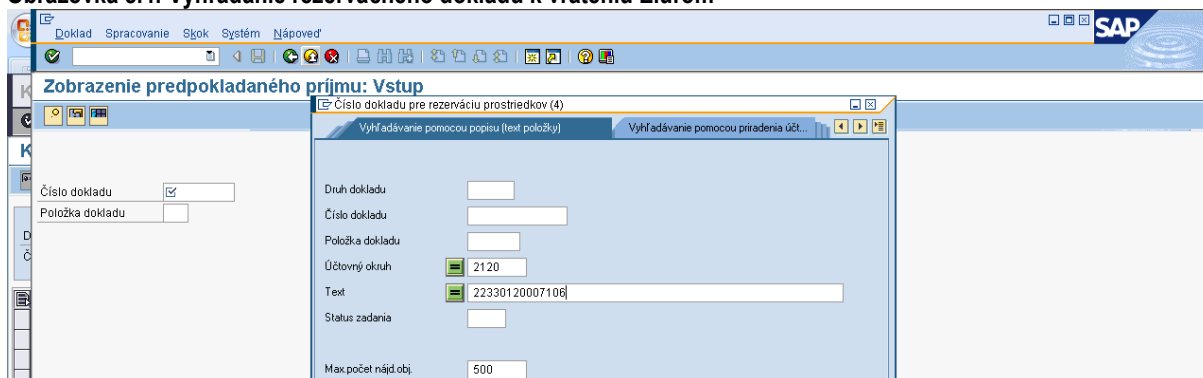 Doklad Spracovanie Skok Systém Nápoveď
SAP
Zobrazenie predpokladaného príjmu: Vstup
Číslo dokladu pre rezerváciu prostriedkov (4)
Vyhľadávanie pomocou popisu (text položky) Vyhľadávanie pomocou priradenia účt...
Číslo dokladu
Položka dokladu
Druh dokladu
Číslo dokladu
Položka dokladu
Účtovný okruh 2120
Text 22330120007106
Status zadania
Max.počet nájd.obj. 500